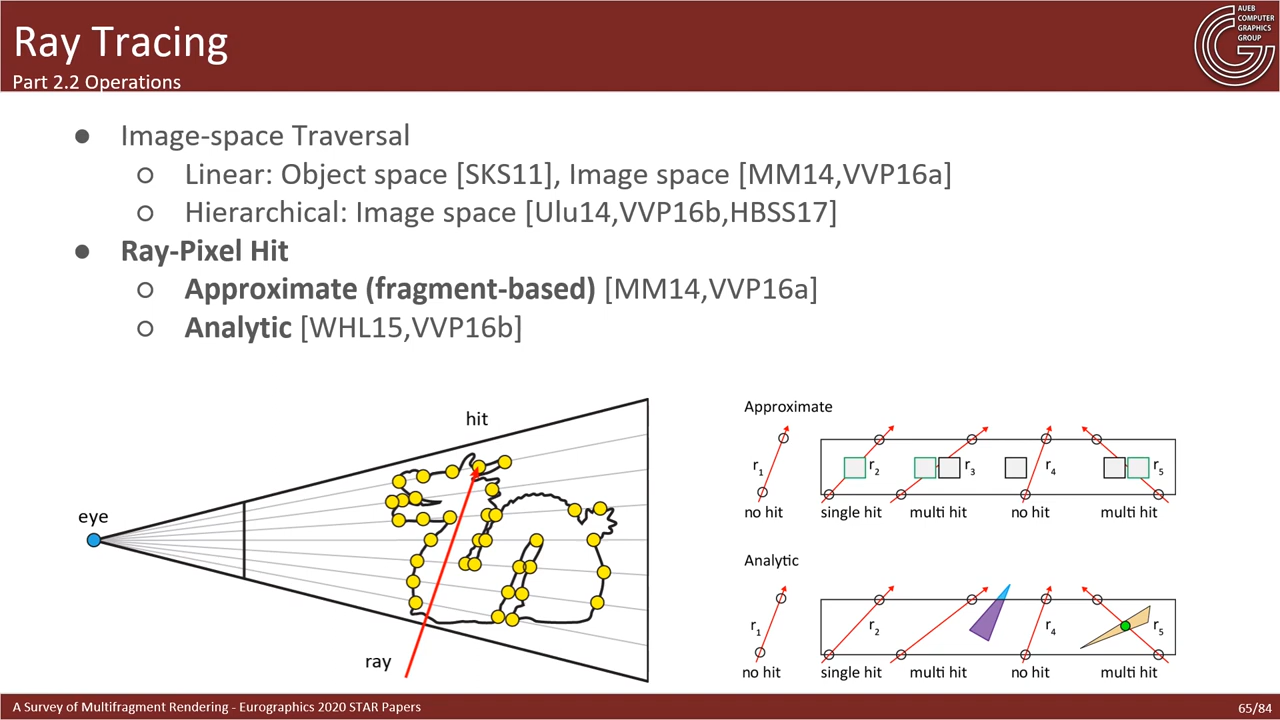 Ray Tracing
Part 2.2 Operations
AUEB
COMPUTER
GRAPHICS
GROUP
● Image-space Traversal
○ Linear: Object space [SKS11], Image space [MM14,VVP16a]
○ Hierarchical: Image space [Ulu14,VVP16b,HBSS17]
● Ray-Pixel Hit
○ Approximate (fragment-based) [MM14,VVP16a]
○ Analytic [WHL15,VVP16b]
hit
eye
ray
Approximate
r1 r2 r3 r4 r5
no hit single hit multi hit no hit multi hit
Analytic
r1 r2 r4 r5
no hit single hit multi hit no hit multi hit
A Survey of Multifragment Rendering - Eurographics 2020 STAR Papers
65/84